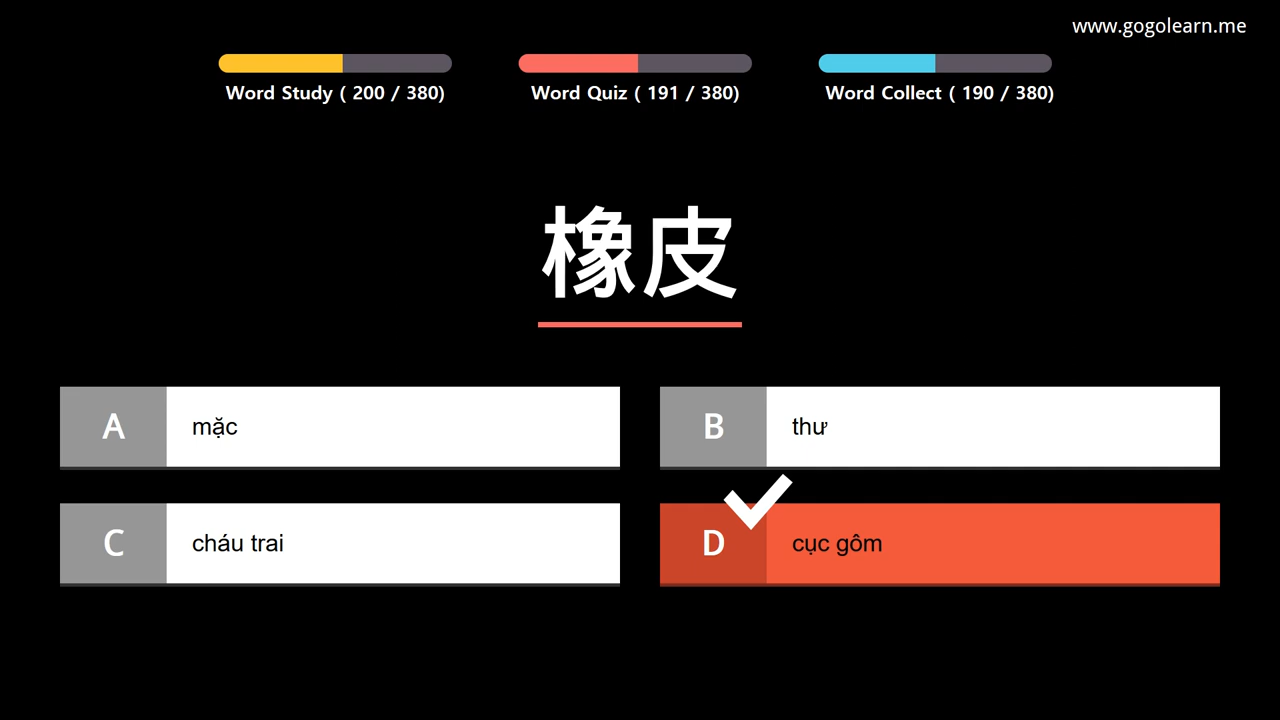 www.gogolearn.me
Word Study ( 200 / 380)
Word Quiz ( 191 / 380)
Word Collect ( 190 / 380)
橡皮
A mặc
B thư
C cháu trai
D cục gôm